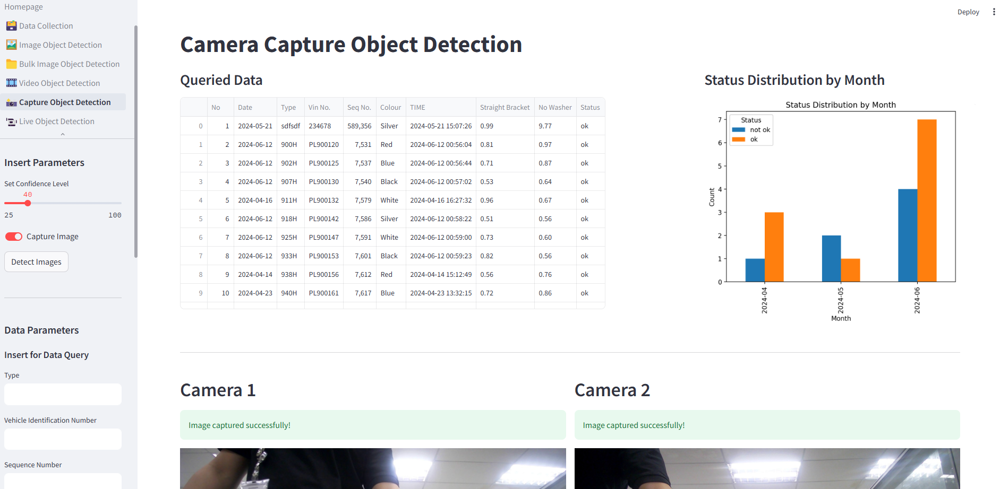 Homepage
Data Collection
Image Object Detection
Bulk Image Object Detection
Video Object Detection
Capture Object Detection
Live Object Detection
Insert Parameters
Set Confidence Level
40
25 100
Capture Image
Detect Images
Data Parameters
Insert for Data Query
Type
Vehicle Identification Number
Sequence Number
Deploy
Camera Capture Object Detection
Queried Data
No Date Type Vin No. Seq No. Colour TIME Straight Bracket No Washer Status
0 1 2024-05-21 sdfsdf 234678 589,356 Silver 2024-05-21 15:07:26 0.99 9.77 ok
1 2 2024-06-12 900H PL900120 7,531 Red 2024-06-12 00:56:04 0.81 0.97 ok
2 3 2024-06-12 902H PL900125 7,537 Blue 2024-06-12 00:56:44 0.71 0.87 ok
3 4 2024-06-12 907H PL900130 7,540 Black 2024-06-12 00:57:02 0.53 0.64 ok
4 5 2024-04-16 911H PL900132 7,579 White 2024-04-16 16:27:32 0.96 0.67 ok
5 6 2024-06-12 918H PL900142 7,586 Silver 2024-06-12 00:58:22 0.51 0.56 ok
6 7 2024-06-12 925H PL900147 7,591 White 2024-06-12 00:59:00 0.73 0.60 ok
7 8 2024-06-12 933H PL900153 7,601 Black 2024-06-12 00:59:23 0.82 0.56 ok
8 9 2024-04-14 938H PL900156 7,612 Red 2024-04-14 15:12:49 0.56 0.76 ok
9 10 2024-04-23 940H PL900161 7,617 Blue 2024-04-23 13:32:15 0.72 0.86 ok
Status Distribution by Month
Status Distribution by Month
Status
not ok
ok
7
6
5
4
3
2
1
0
Count
2024-04
2024-05
2024-06
Month
Camera 1
Image captured successfully!
Camera 2
Image captured successfully!